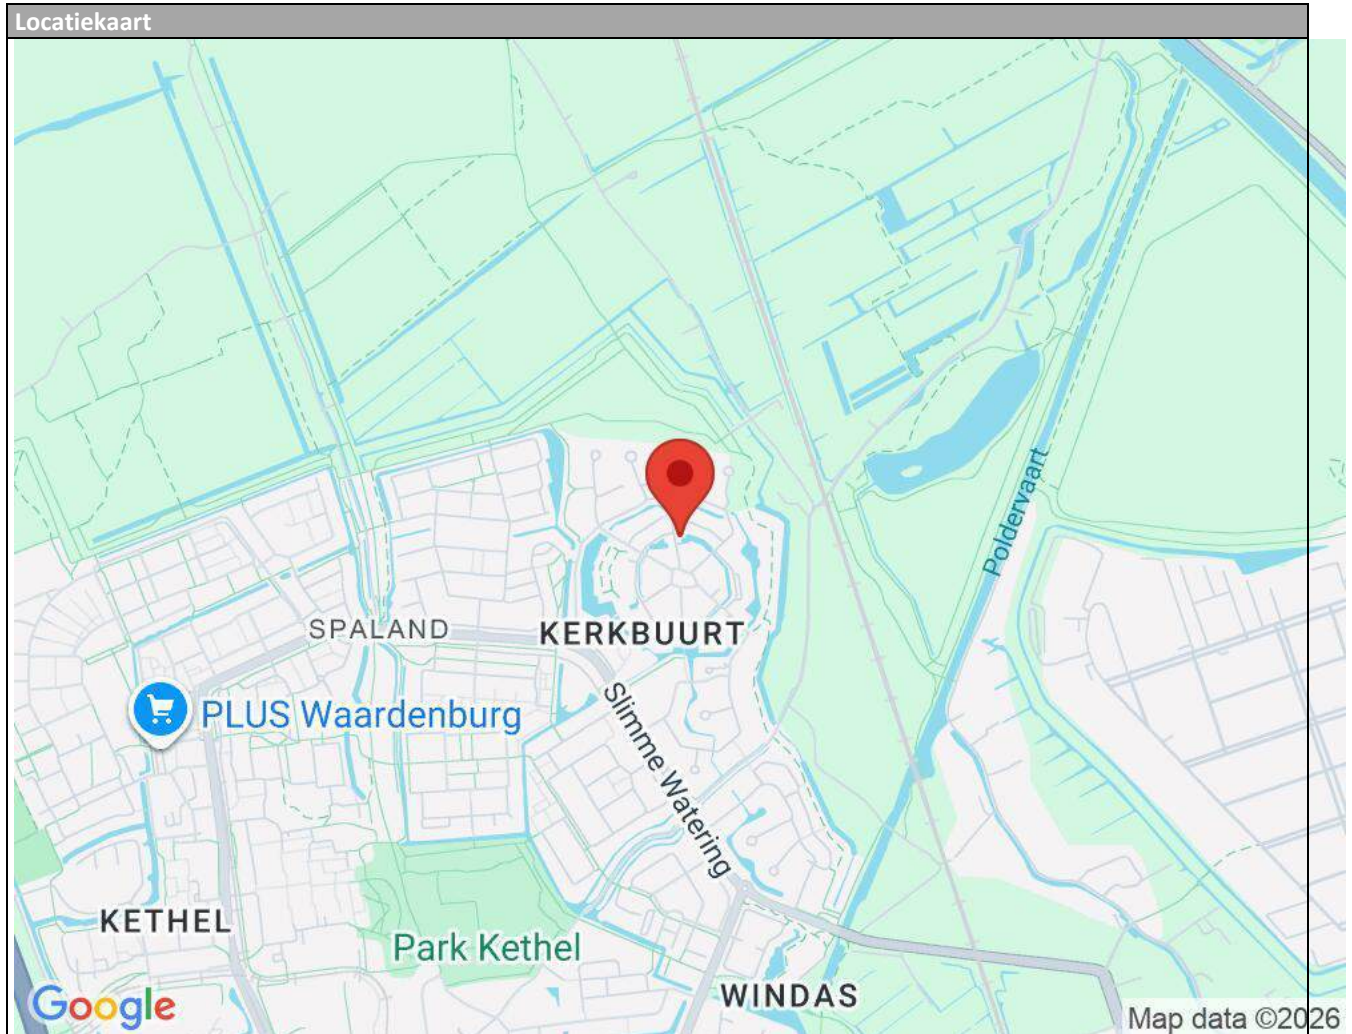 Locatiekaart
Poldervaart
SPALAND
KERKBUURT
PLUS Waardenburg
Slimme Watering
KETHEL
Park Kethel
WINDAS
Google
Map data ©2026